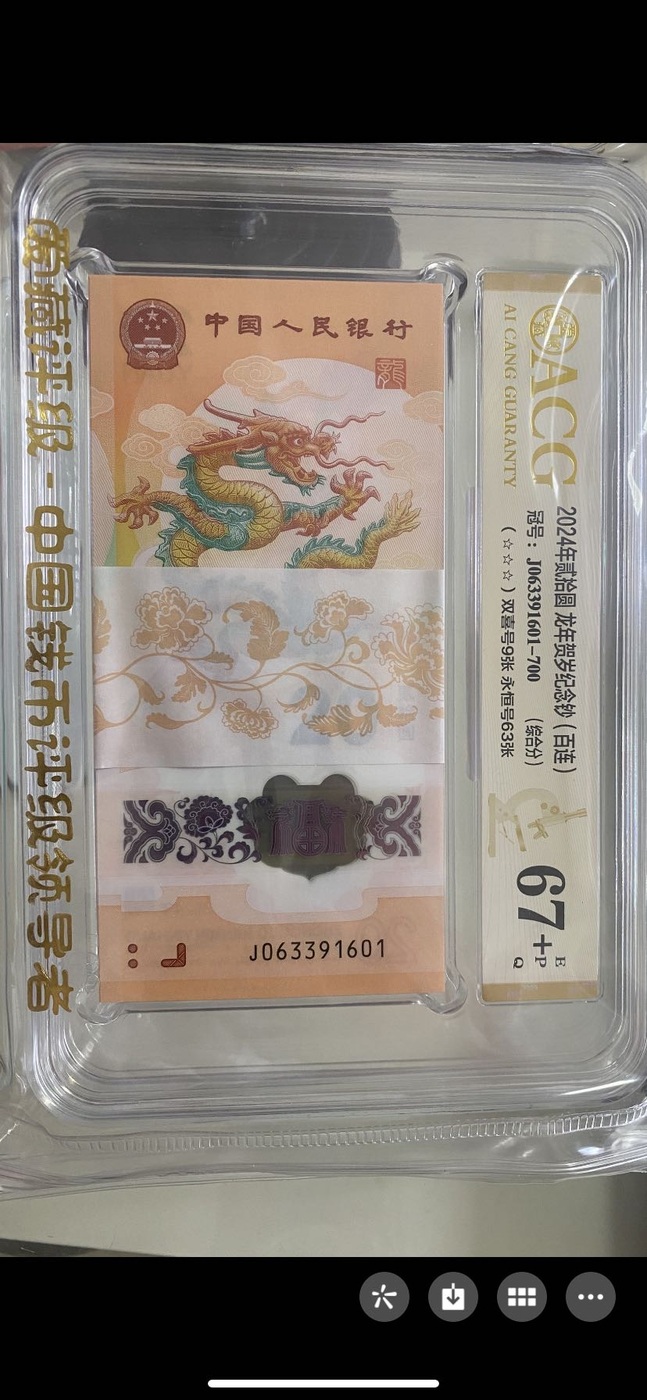 中国人民银行
龍
J063391601
ACG
AI CANG GUARANTY
2024年贰拾圆 龙年贺岁纪念钞（百连）
冠号：J063391601-700 （综合分）
（☆☆☆）双喜号9张 永恒号63张
67+
E
P
Q
爱藏评级-中国钱币评级领导者